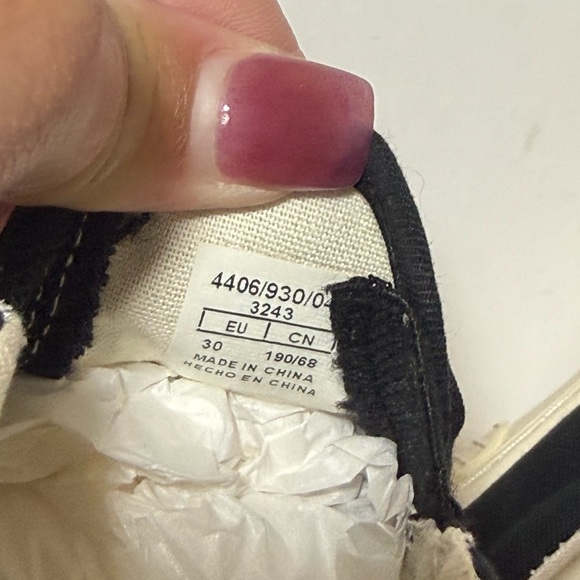 4406/930/04
3243
EU CN
30 190/68
MADE IN CHINA
HECHO EN CHINA